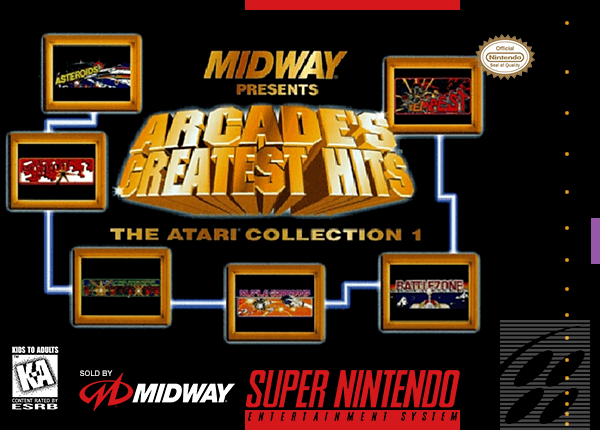 MIDWAY
PRESENTS
ARCADE'S
GREATEST HITS
THE ATARI COLLECTION 1
ASTEROIDS
TEMPEST
BATTLEZONE
Official
Nintendo
Seal of Quality
KIDS TO ADULTS
K-A
CONTENT RATED BY
ESRB
SOLD BY
MIDWAY
SUPER NINTENDO
ENTERTAINMENT SYSTEM